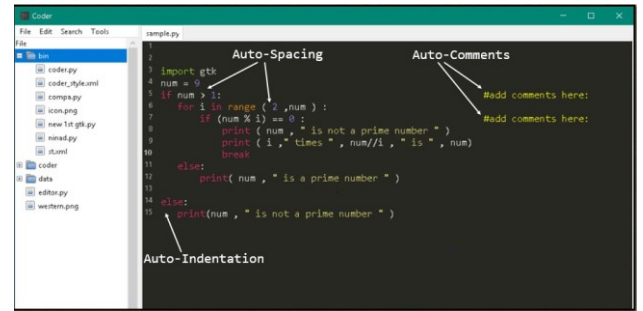 Coder
File Edit Search Tools
File
bin
coder.py
coder_style.xml
compa.py
icon.png
new 1st gtk.py
ninad.py
st.xml
coder
data
editor.py
western.png
sample.py
1
2
Auto-Spacing Auto-Comments
3 import gtk
4 num = 9
5 if num > 1: #add comments here:
6 for i in range ( 2 ,num ) :
7 if (num % i) == 0 : #add comments here:
8 print ( num , " is not a prime number " )
9 print ( i ," times " , num//i , " is " , num)
10 break
11 else:
12 print( num , " is a prime number " )
13
14 else:
15 print(num , " is not a prime number " )
Auto-Indentation